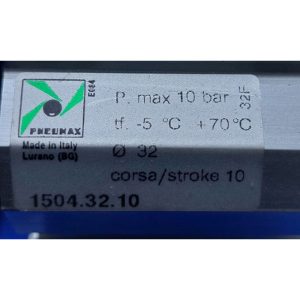 PNEUMAX
E084
Made in Italy
Lurano (BG)
P. max 10 bar
32F
tf. -5 °C +70°C
Ø 32
corsa/stroke 10
1504.32.10